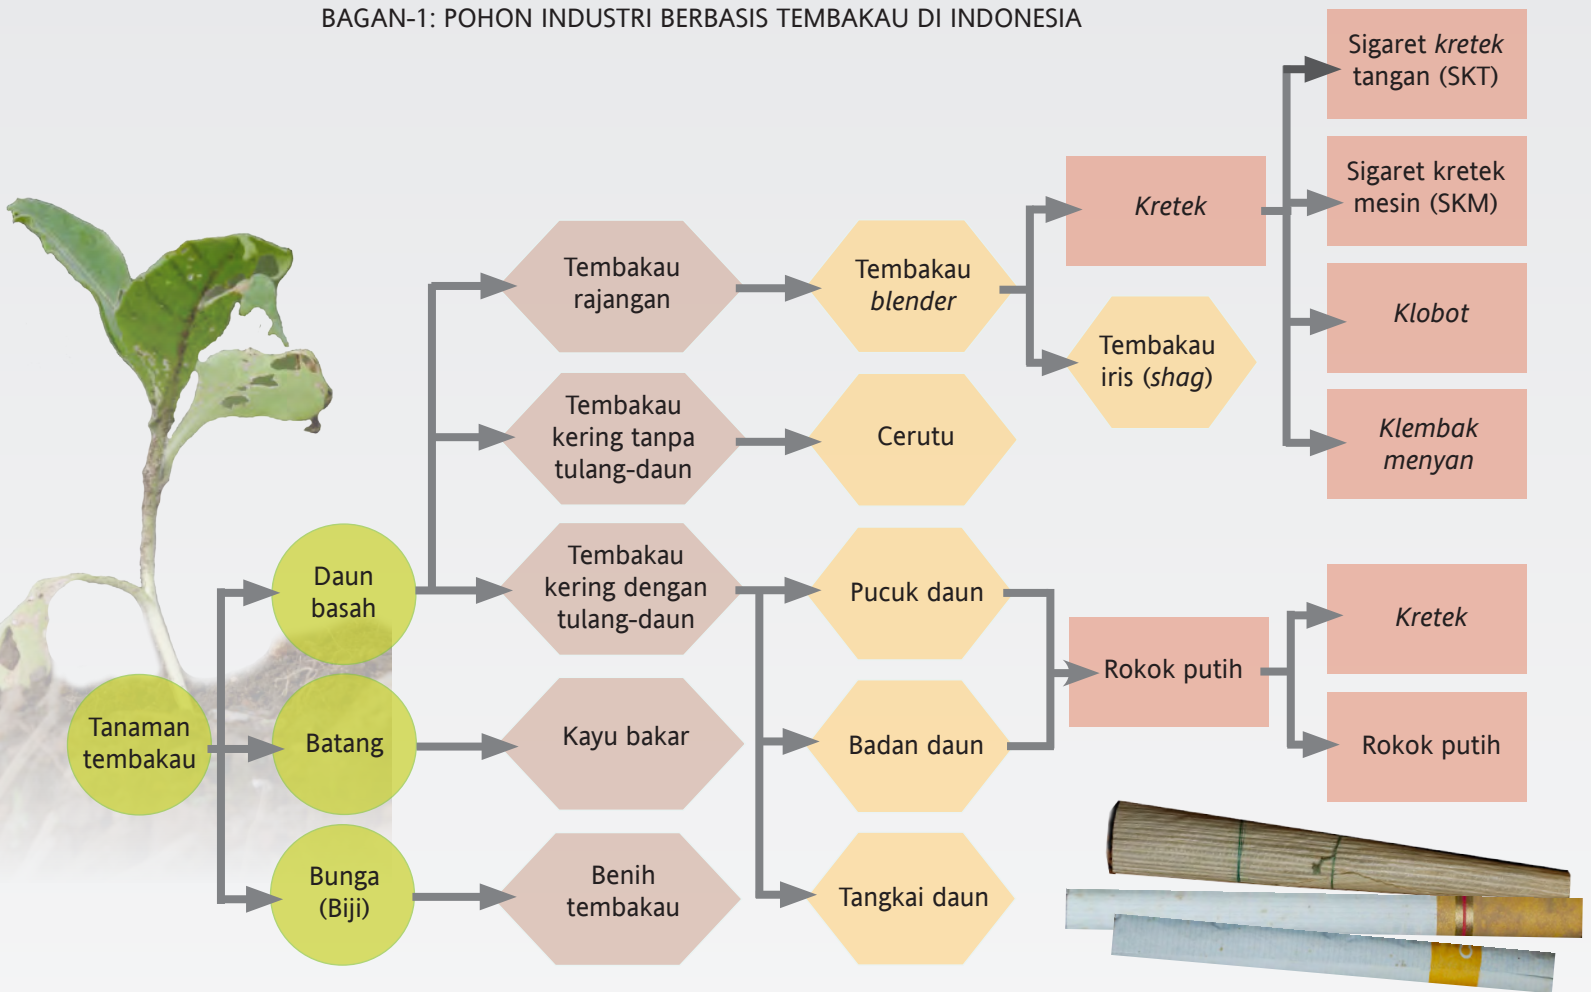 BAGAN-1: POHON INDUSTRI BERBASIS TEMBAKAU DI INDONESIA
Tanaman
tembakau
Daun
basah
Batang
Bunga
(Biji)
Tembakau
rajangan
Tembakau
kering tanpa
tulang-daun
Tembakau
kering dengan
tulang-daun
Kayu bakar
Benih
tembakau
Tembakau
blender
Cerutu
Pucuk daun
Badan daun
Tangkai daun
Kretek
Tembakau
iris (shag)
Rokok putih
Sigaret kretek
tangan (SKT)
Sigaret kretek
mesin (SKM)
Klobot
Klembak
menyan
Kretek
Rokok putih